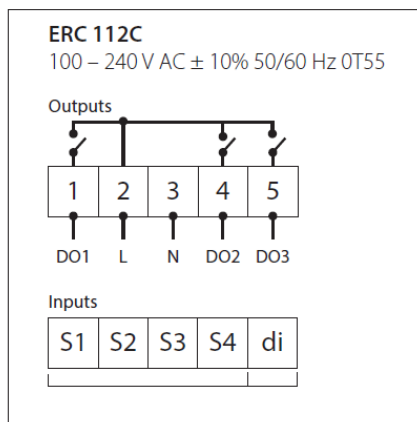 ERC 112C
100 – 240 V AC ± 10% 50/60 Hz 0T55
Outputs
1 2 3 4 5
DO1 L N DO2 DO3
Inputs
S1 S2 S3 S4 di